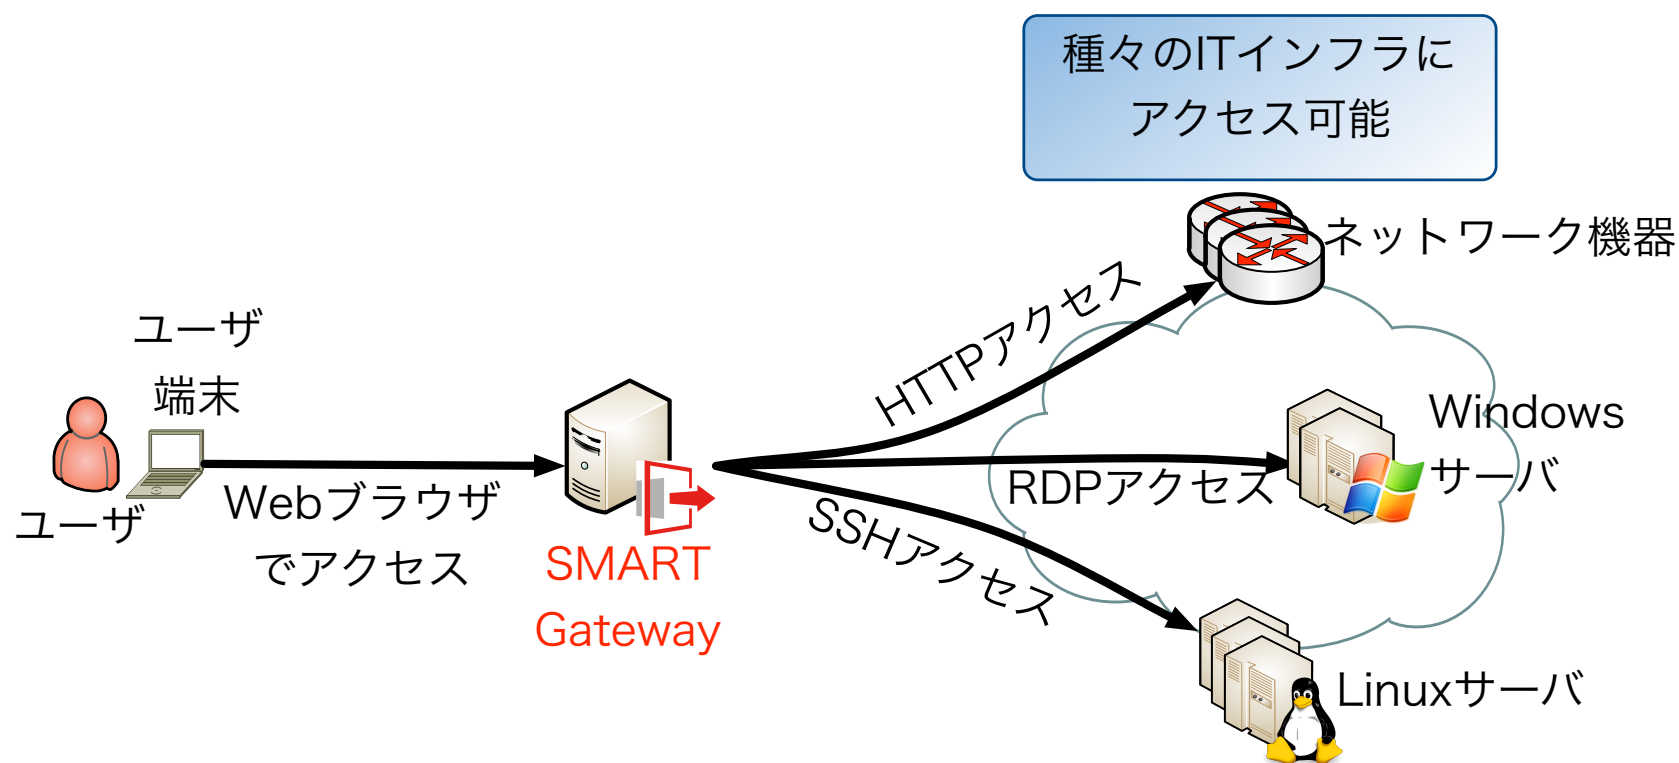 種々のITインフラに
アクセス可能
ネットワーク機器
HTTPアクセス
ユーザ
端末
ユーザ
Webブラウザ
でアクセス
SMART
Gateway
RDPアクセス
Windows
サーバ
SSHアクセス
Linuxサーバ